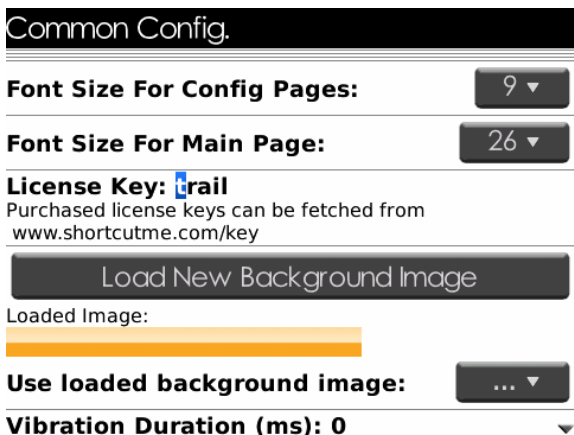 Common Config.
Font Size For Config Pages: 9
Font Size For Main Page: 26
License Key: trail
Purchased license keys can be fetched from
www.shortcutme.com/key
Load New Background Image
Loaded Image:
Use loaded background image: ...
Vibration Duration (ms): 0